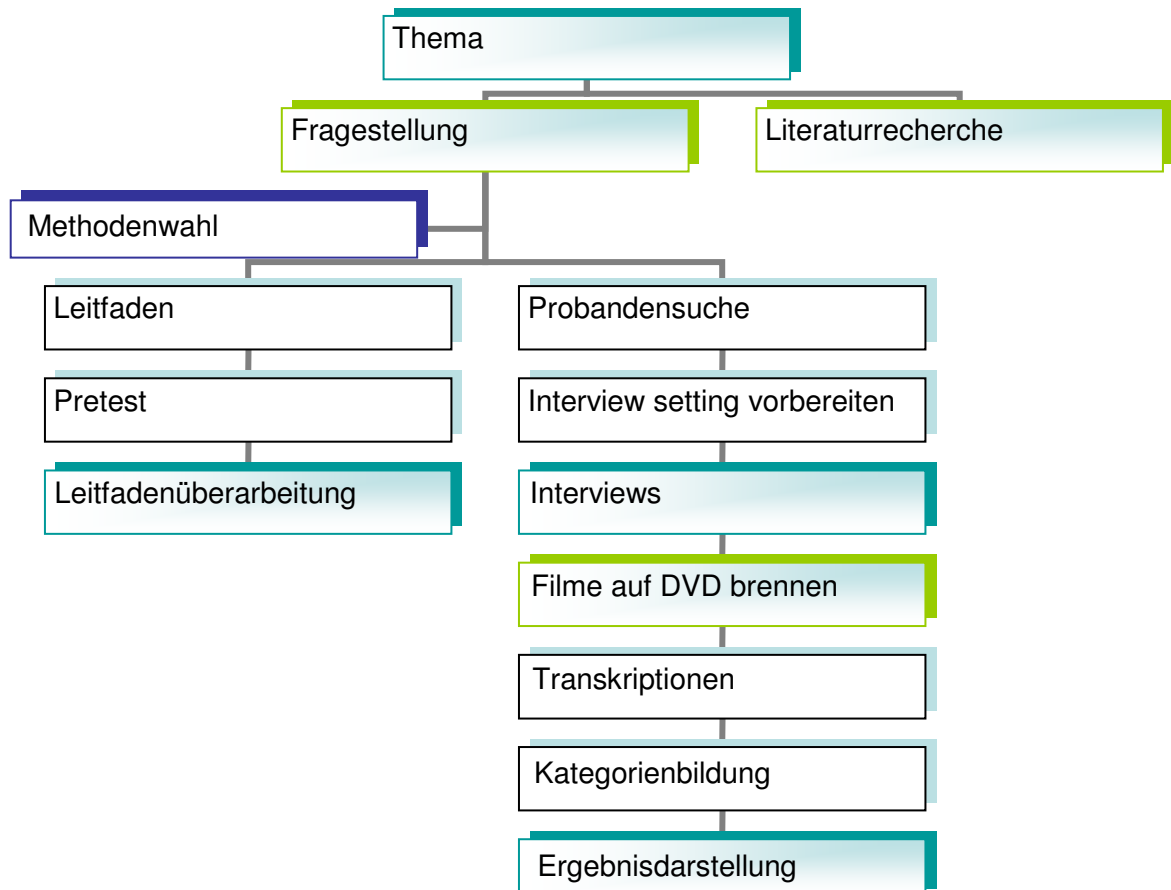 Thema
Fragestellung
Literaturrecherche
Methodenwahl
Leitfaden
Probandensuche
Pretest
Interview setting vorbereiten
Leitfadenüberarbeitung
Interviews
Filme auf DVD brennen
Transkriptionen
Kategorienbildung
Ergebnisdarstellung